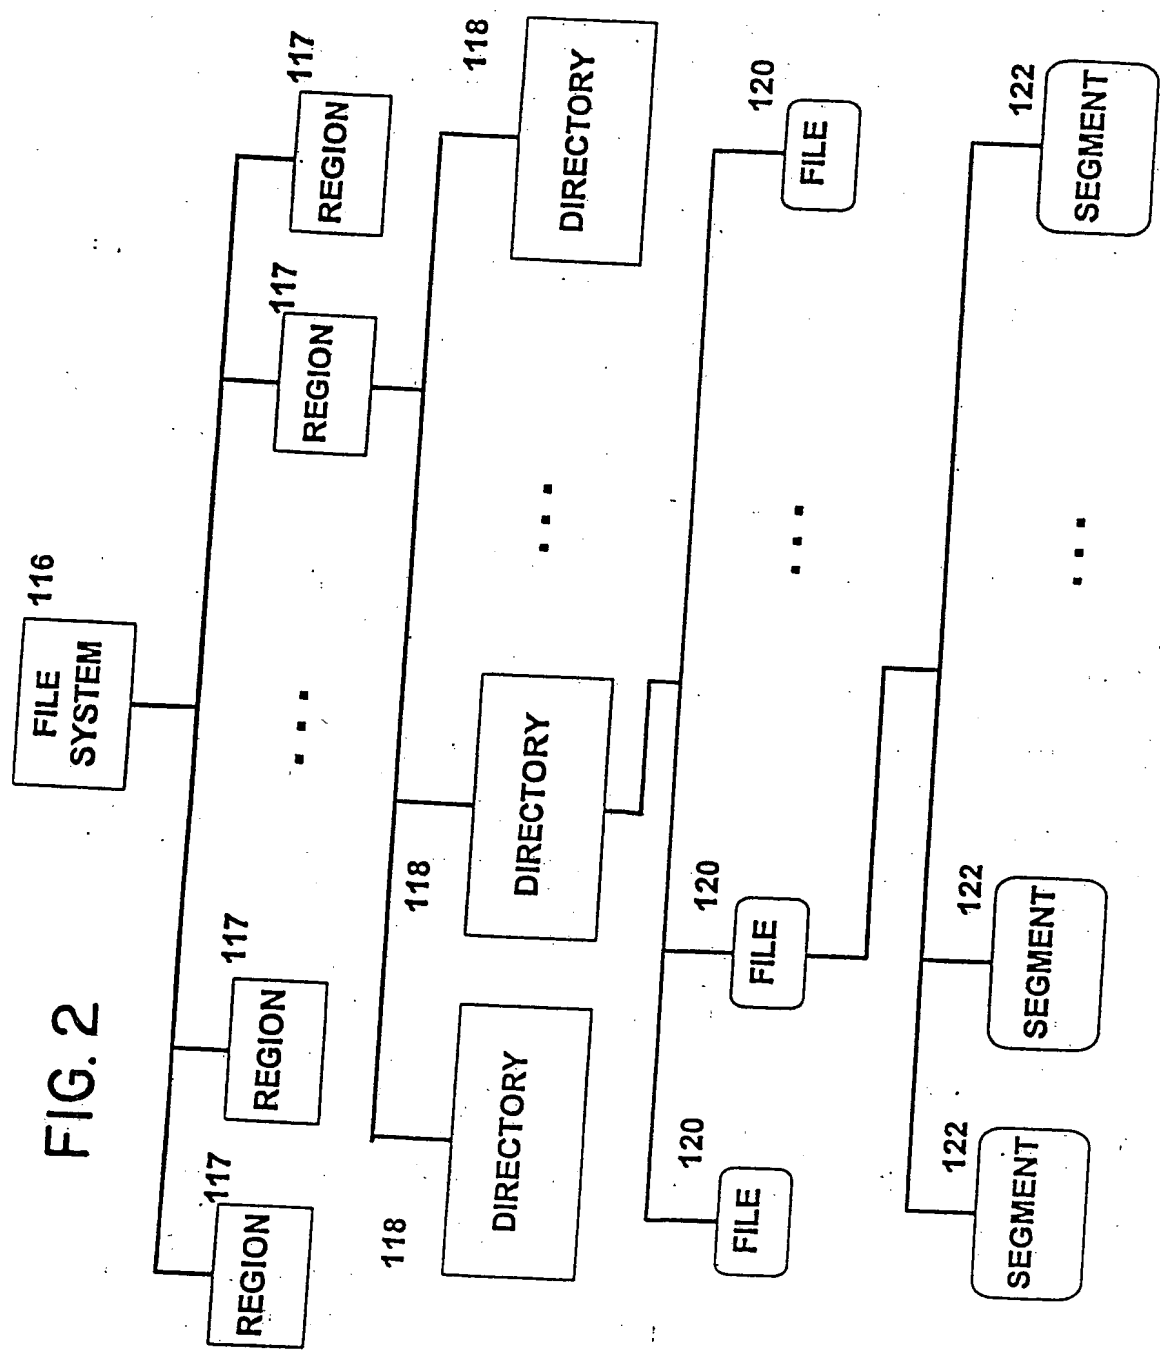 FIG. 2
FILE
SYSTEM
116
REGION
117
REGION
117
...
REGION
117
REGION
117
DIRECTORY
118
DIRECTORY
118
...
DIRECTORY
118
FILE
120
FILE
120
...
FILE
120
SEGMENT
122
SEGMENT
122
...
SEGMENT
122